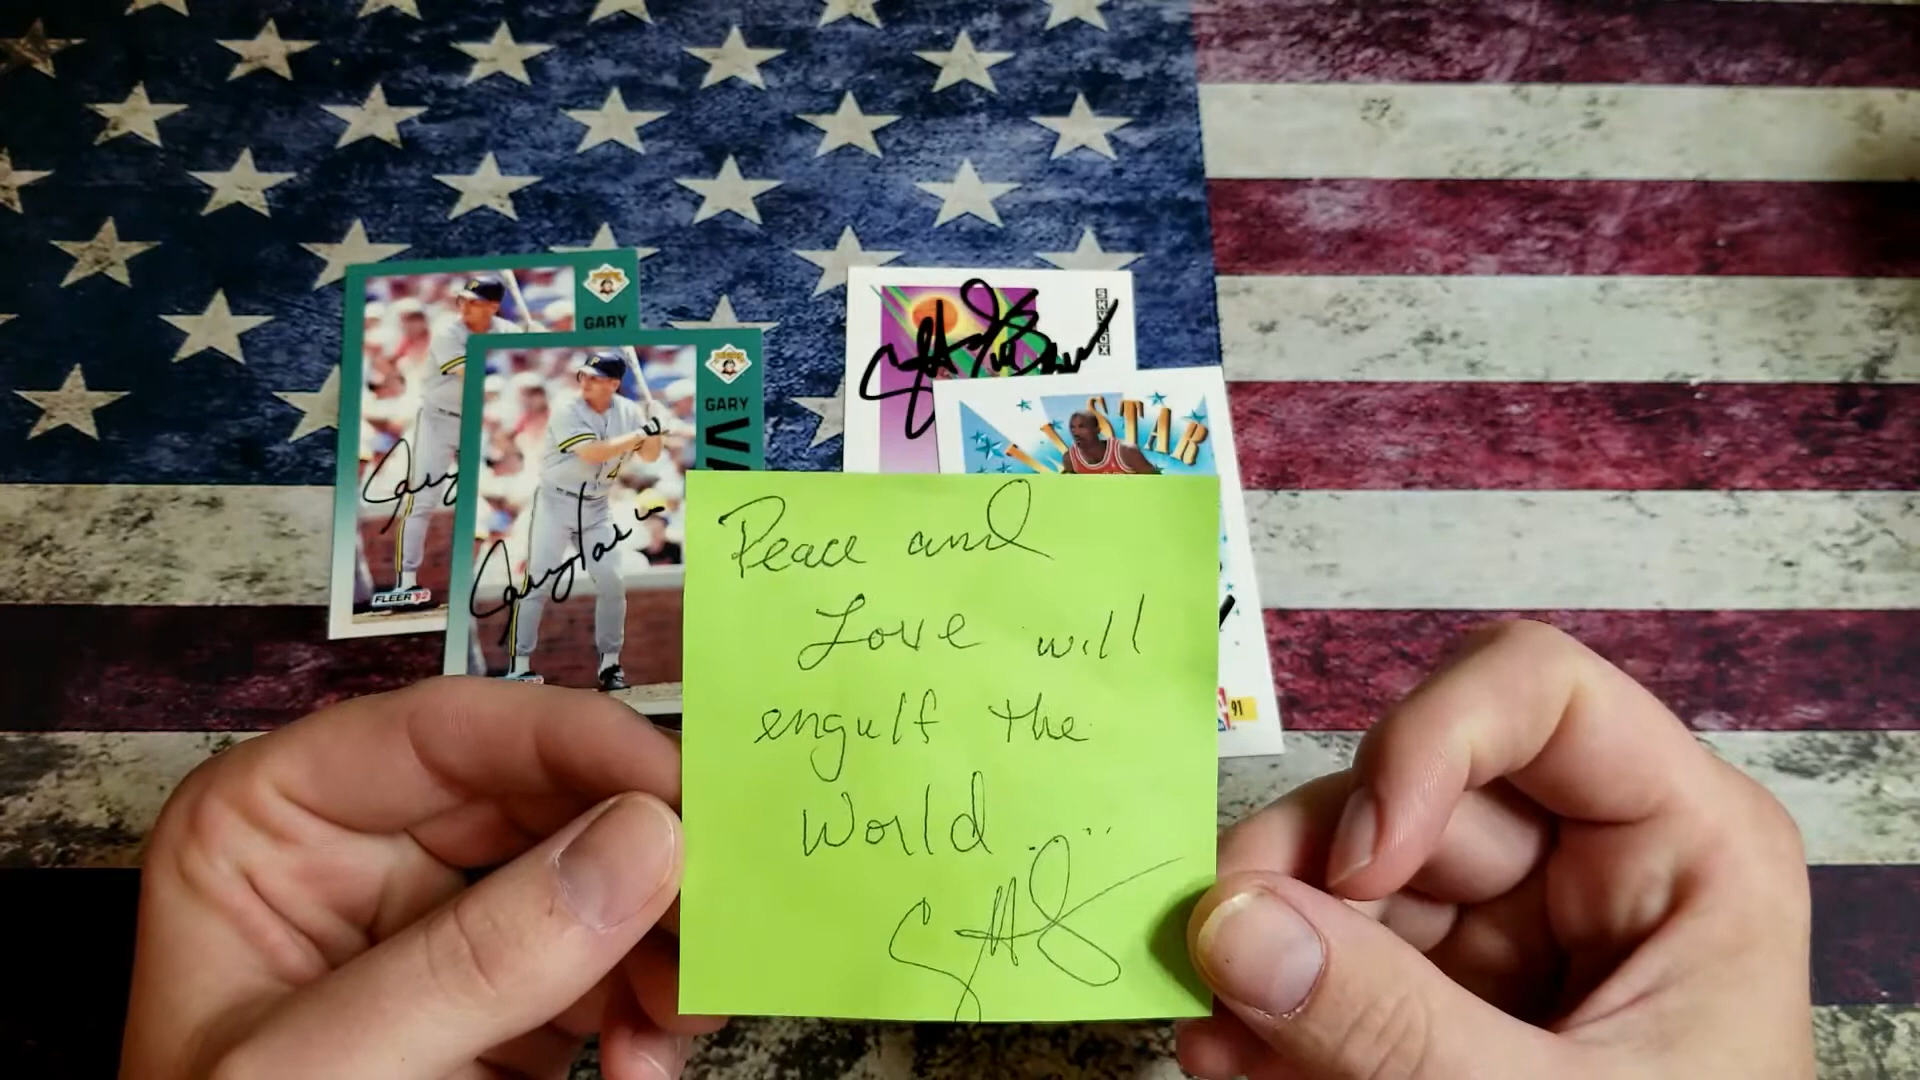 GARY
GARY
VA
FLEER '92
SKYBOX
STAR
91
Peace and
Love will
engulf the
World...